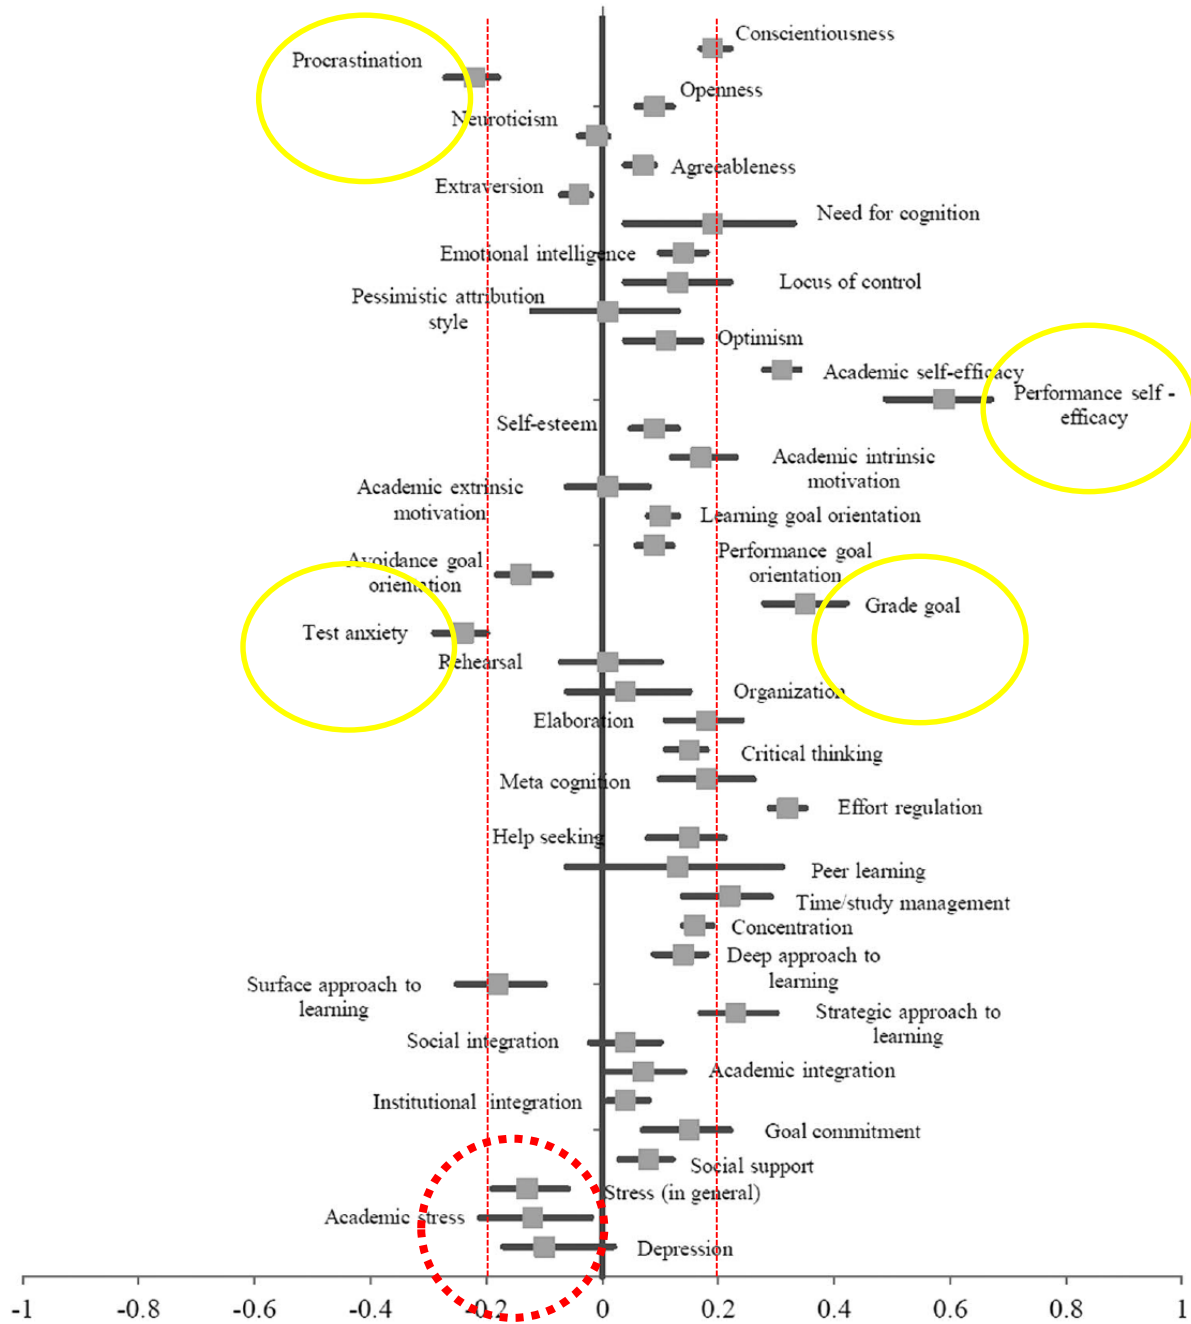 Conscientiousness
Procrastination
Openness
Neuroticism
Agreeableness
Extraversion
Need for cognition
Emotional intelligence
Locus of control
Pessimistic attribution
style
Optimism
Academic self-efficacy
Performance self -
efficacy
Self-esteem
Academic intrinsic
motivation
Academic extrinsic
motivation
Learning goal orientation
Performance goal
orientation
Avoidance goal
orientation
Grade goal
Test anxiety
Rehearsal
Organization
Elaboration
Critical thinking
Meta cognition
Effort regulation
Help seeking
Peer learning
Time/study management
Concentration
Deep approach to
learning
Surface approach to
learning
Strategic approach to
learning
Social integration
Academic integration
Institutional integration
Goal commitment
Social support
Stress (in general)
Academic stress
Depression
-1 -0.8 -0.6 -0.4 -0.2 0 0.2 0.4 0.6 0.8 1